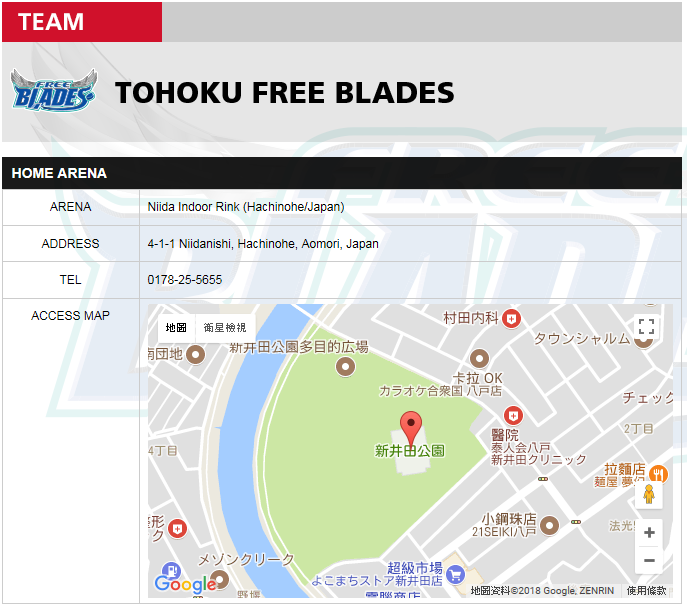 TEAM
FREE
BLADES
TOHOKU FREE BLADES
HOME ARENA
ARENA
Niida Indoor Rink (Hachinohe/Japan)
ADDRESS
4-1-1 Niidanishi, Hachinohe, Aomori, Japan
TEL
0178-25-5655
ACCESS MAP
地圖
衛星檢視
村田内科
タウンシャルム
南団地
新井田公園多目的広場
卡拉 OK
カラオケ合衆国 八戸店
チェック
2丁目
醫院
泰人会八戸
新井田クリニック
新井田公園
4丁目
拉麵店
麺屋 夢
小鋼珠店
21SEIKI八戸
法光
整形
ク
メゾンクリーク
超級市場
よこまちストア新井田店
電腦商店
野塚
Google
地圖資料©2018 Google, ZENRIN
使用條款